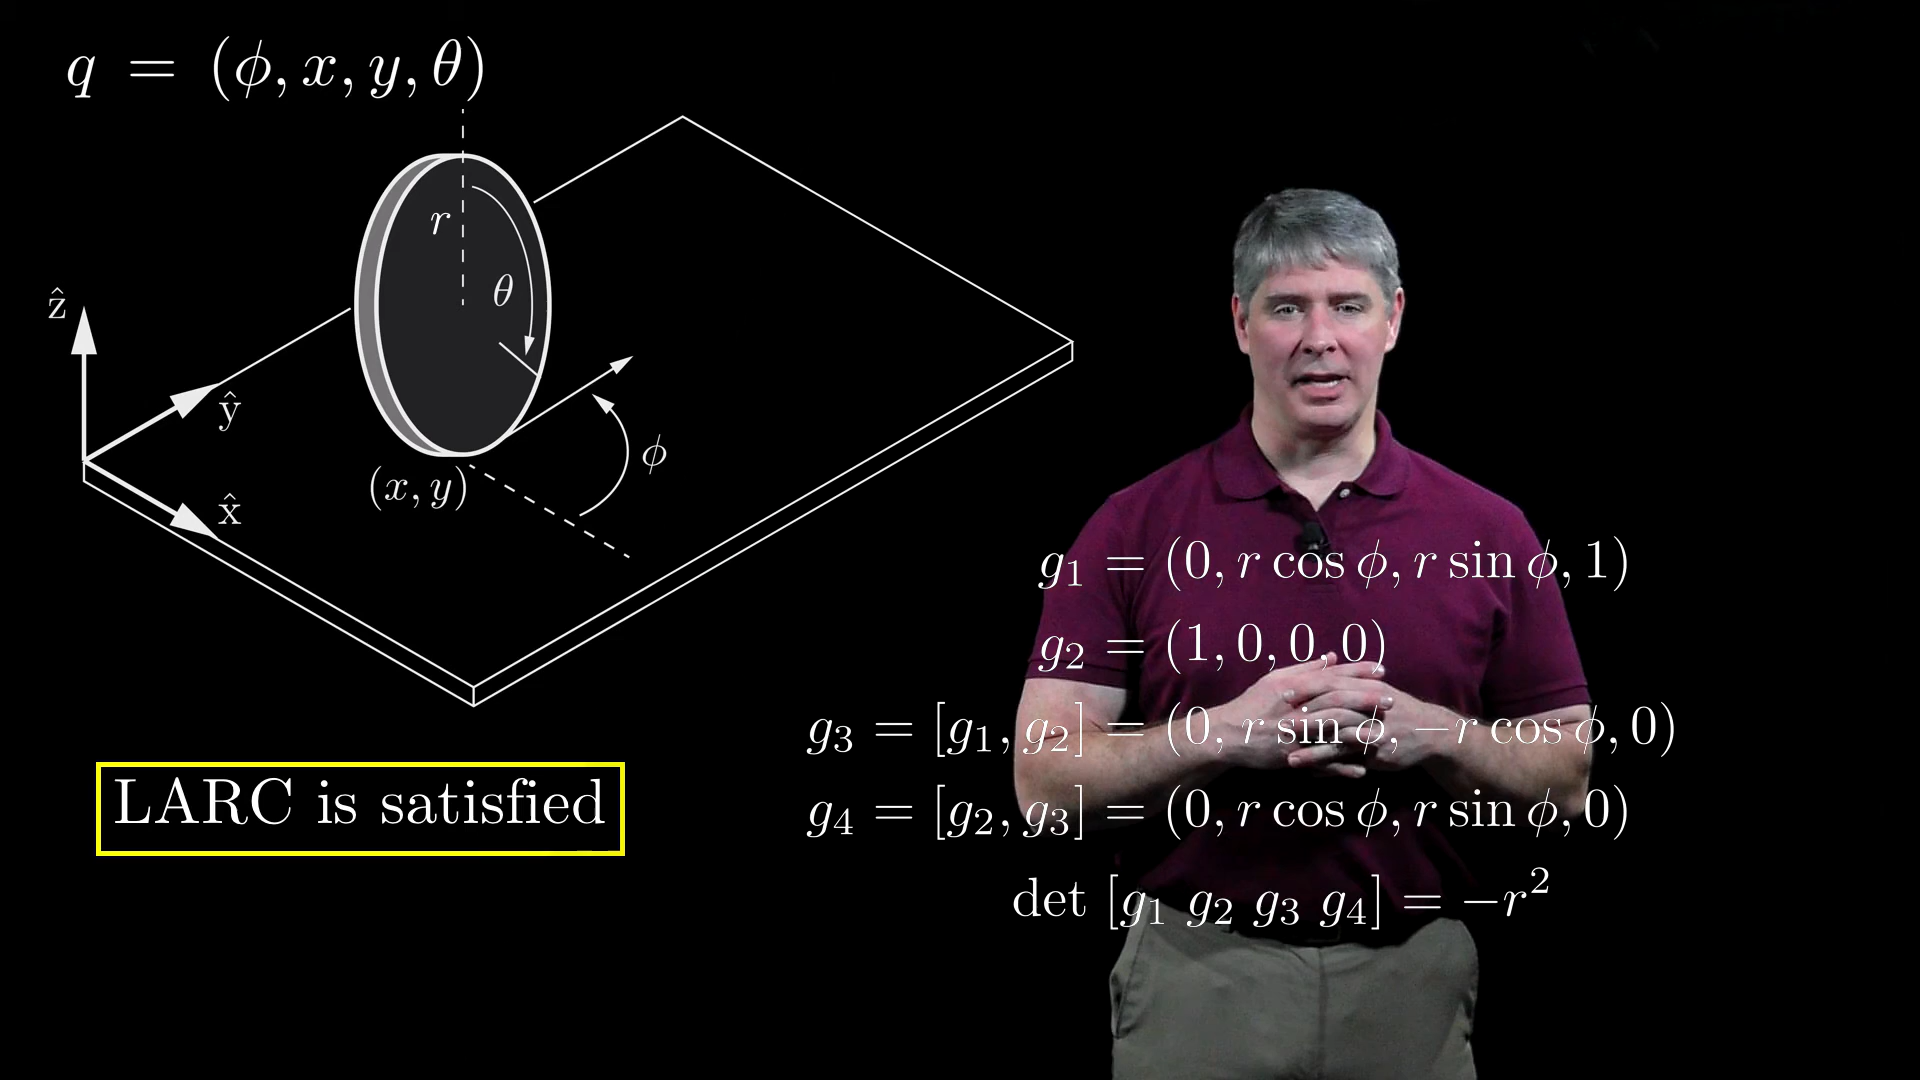 q = (ϕ, x, y, θ)
r
θ
ẑ
ŷ
ϕ
(x, y)
x̂
g₁ = (0, r cos ϕ, r sin ϕ, 1)
g₂ = (1, 0, 0, 0)
g₃ = [g₁, g₂] = (0, r sin ϕ, −r cos ϕ, 0)
LARC is satisfied
g₄ = [g₂, g₃] = (0, r cos ϕ, r sin ϕ, 0)
det [g₁ g₂ g₃ g₄] = −r²